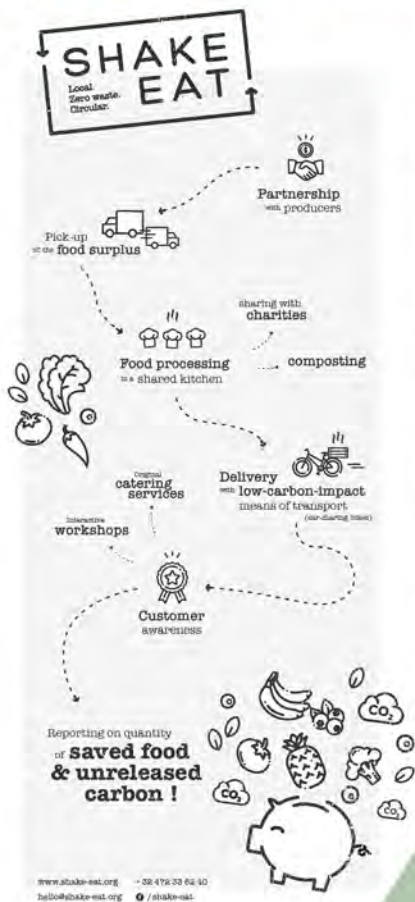 SHAKE
EAT
Local.
Zero waste.
Circular.
Partnership
with producers
Pick-up
of the food surplus
sharing with
charities
Food processing
in a shared kitchen
composting
Original
catering
services
Delivery
with low-carbon-impact
means of transport
(car-sharing bikes)
Interactive
workshops
Customer
awareness
CO2
Reporting on quantity
of saved food
& unreleased
carbon !
CO2
www.shake-eat.org + 32 472 33 62 40
hello@shake-eat.org /shake-eat